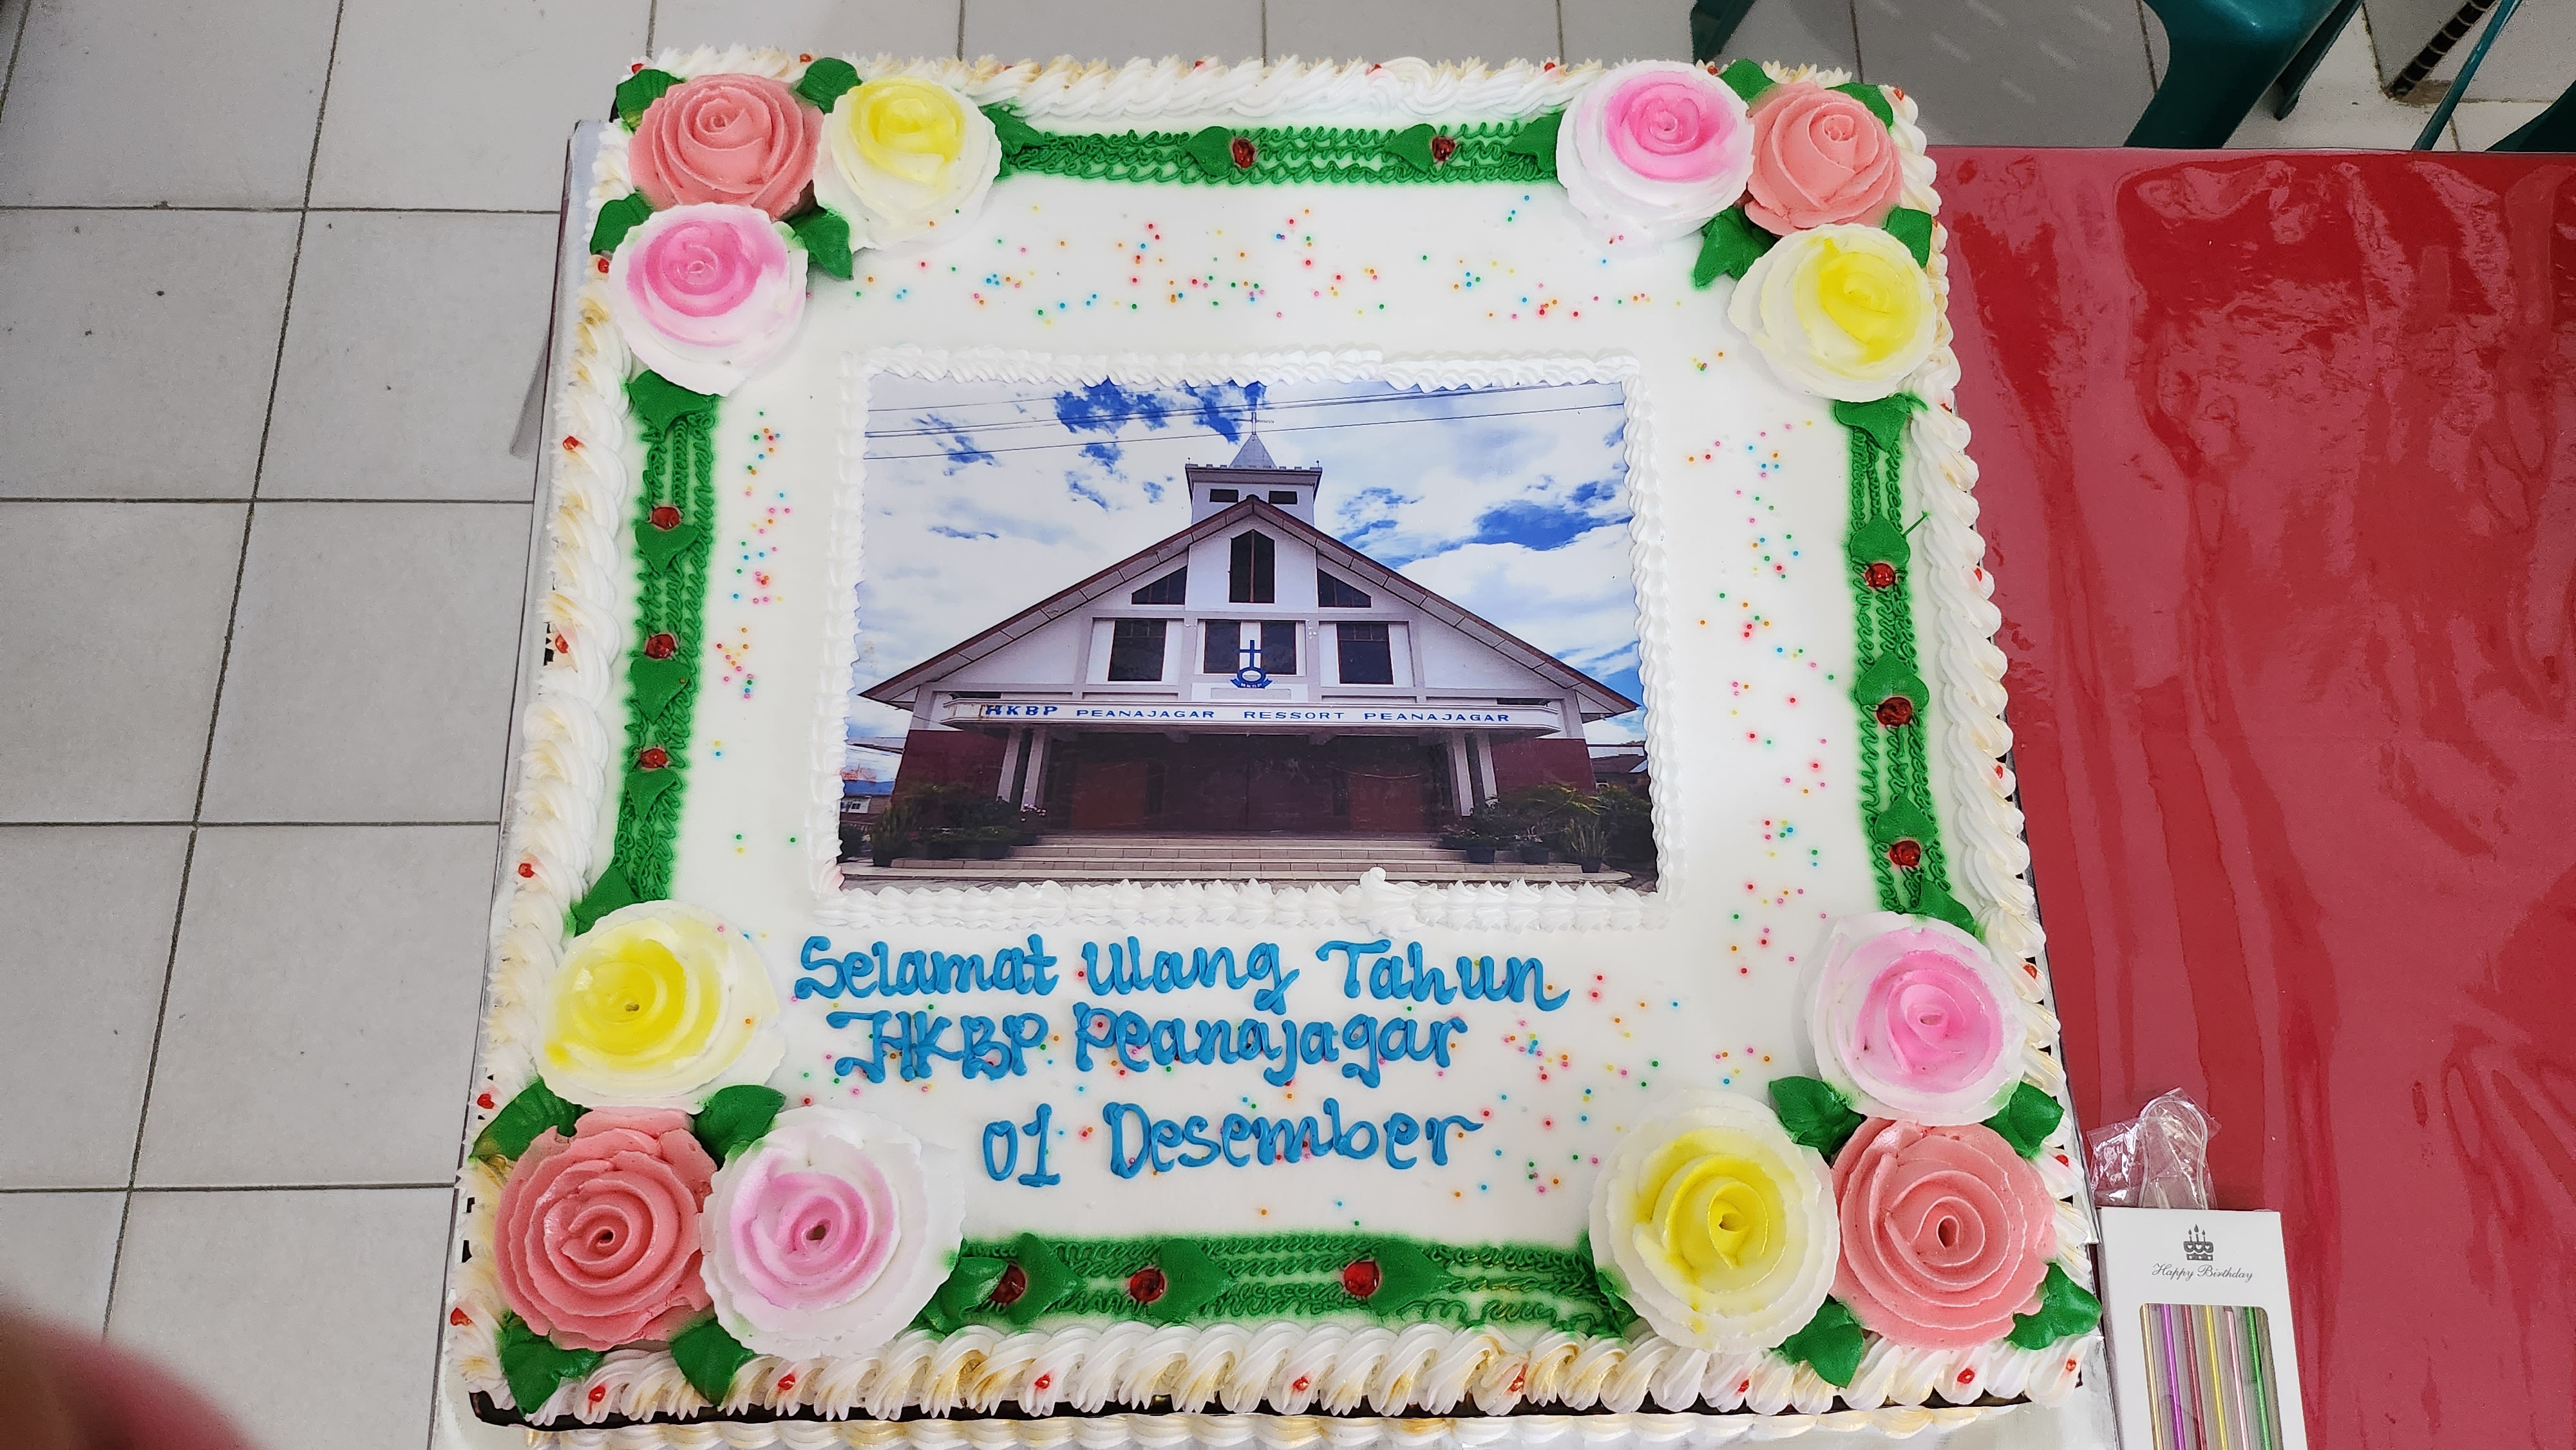 HKBP PEANAJAGAR RESSORT PEANAJAGAR
Selamat Ulang Tahun
HKBP Peanajagar
01 Desember
Happy Birthday